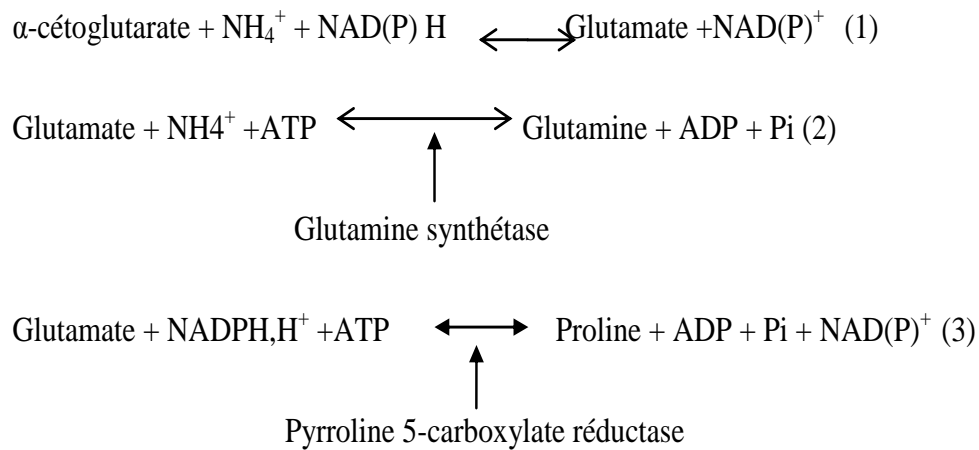 α-cétoglutarate + NH₄⁺ + NAD(P) H ⟷ Glutamate +NAD(P)⁺ (1)
Glutamate + NH4⁺ +ATP ⟷ Glutamine + ADP + Pi (2)
Glutamine synthétase
Glutamate + NADPH,H⁺ +ATP ⟷ Proline + ADP + Pi + NAD(P)⁺ (3)
Pyrroline 5-carboxylate réductase